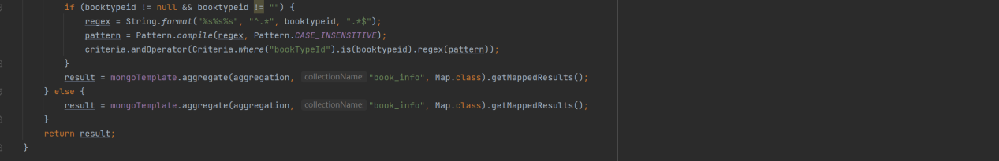 if (booktypeid != null && booktypeid != "") {
regex = String.format("%s%s%s", "^.*", booktypeid, ".*$");
pattern = Pattern.compile(regex, Pattern.CASE_INSENSITIVE);
criteria.andOperator(Criteria.where("bookTypeId").is(booktypeid).regex(pattern));
}
result = mongoTemplate.aggregate(aggregation, collectionName: "book_info", Map.class).getMappedResults();
} else {
result = mongoTemplate.aggregate(aggregation, collectionName: "book_info", Map.class).getMappedResults();
}
return result;
}